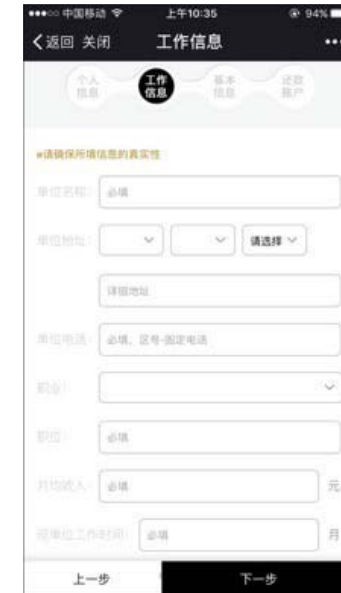 中国移动 上午10:35 94%
返回 关闭 工作信息
个人信息 工作信息 基本信息 还款账户
*请确保所填信息的真实性
单位名称: 必填
单位地址: 请选择
详细地址
单位电话: 必填, 区号-固定电话
职业:
职位: 必填
月均收入: 必填 元
现单位工作时间: 必填 月
上一步 下一步